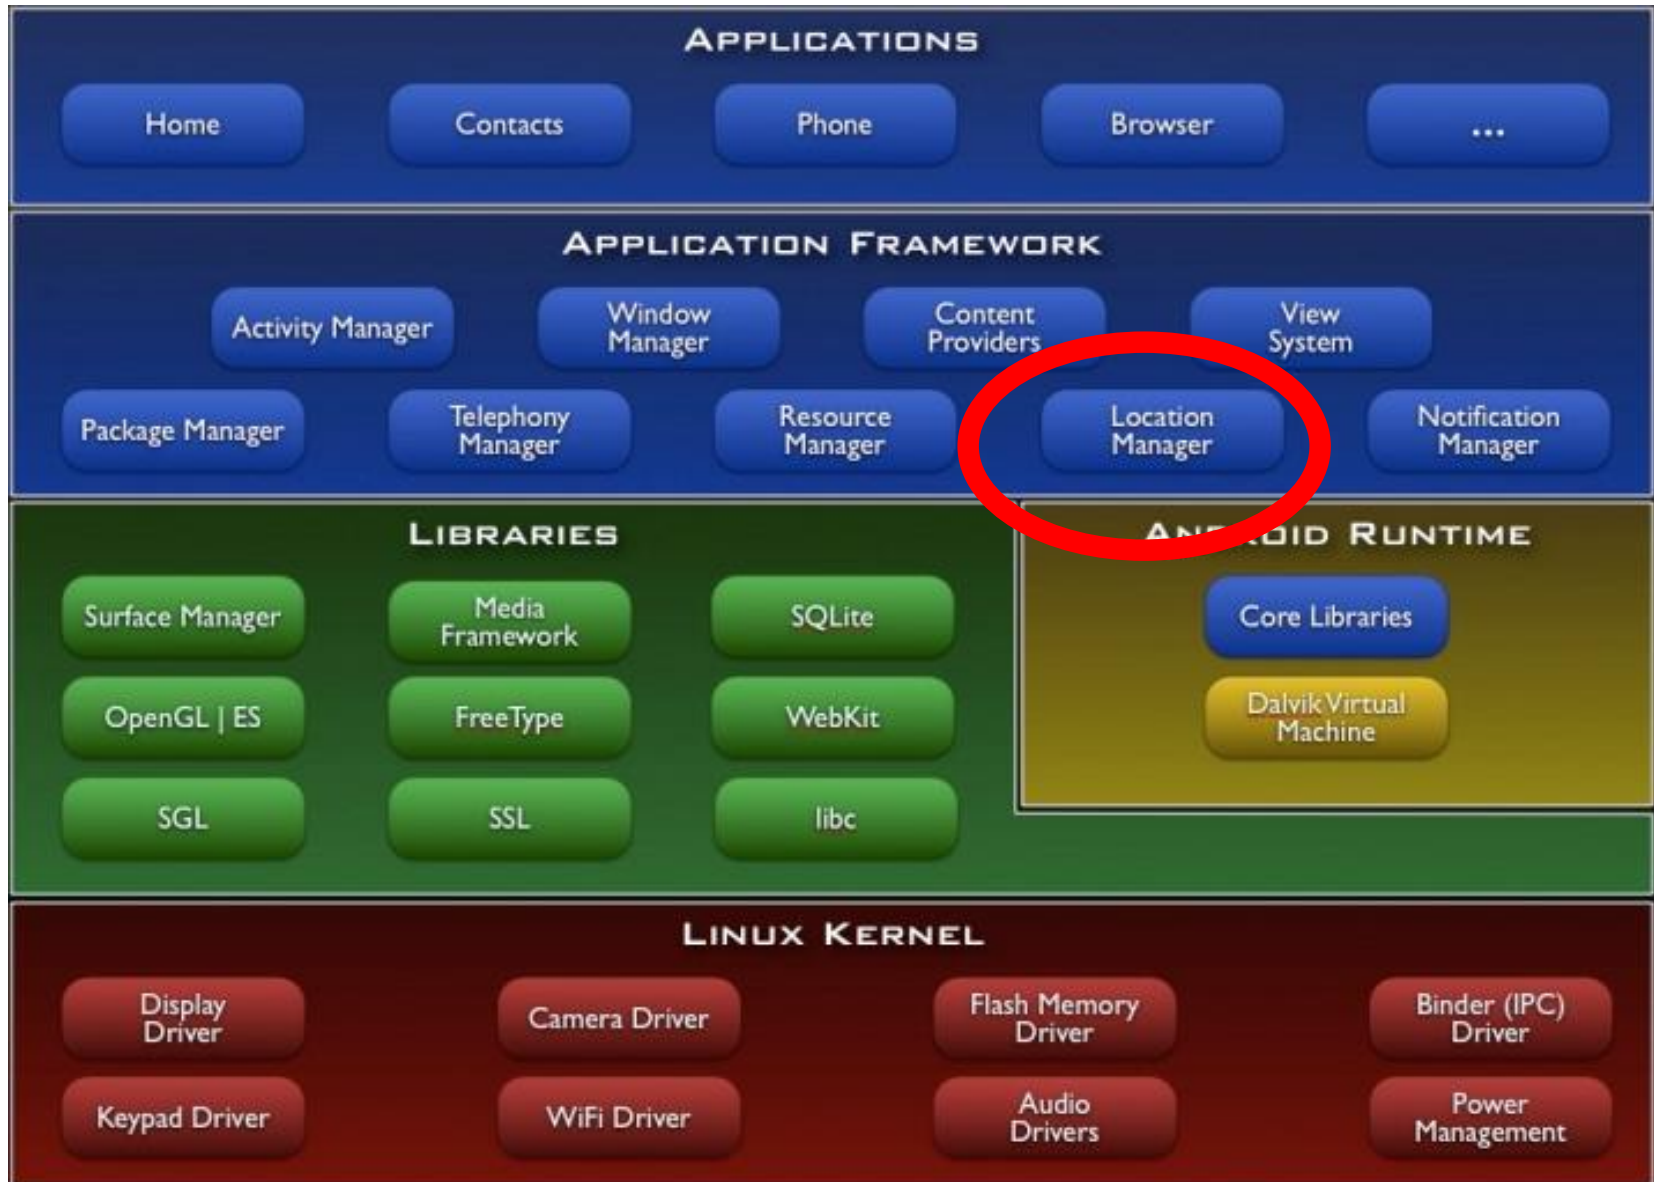 APPLICATIONS
Home
Contacts
Phone
Browser
...
APPLICATION FRAMEWORK
Activity Manager
Window
Manager
Content
Providers
View
System
Package Manager
Telephony
Manager
Resource
Manager
Location
Manager
Notification
Manager
LIBRARIES
ANDROID RUNTIME
Surface Manager
Media
Framework
SQLite
Core Libraries
OpenGL | ES
FreeType
WebKit
Dalvik Virtual
Machine
SGL
SSL
libc
LINUX KERNEL
Display
Driver
Camera Driver
Flash Memory
Driver
Binder (IPC)
Driver
Keypad Driver
WiFi Driver
Audio
Drivers
Power
Management